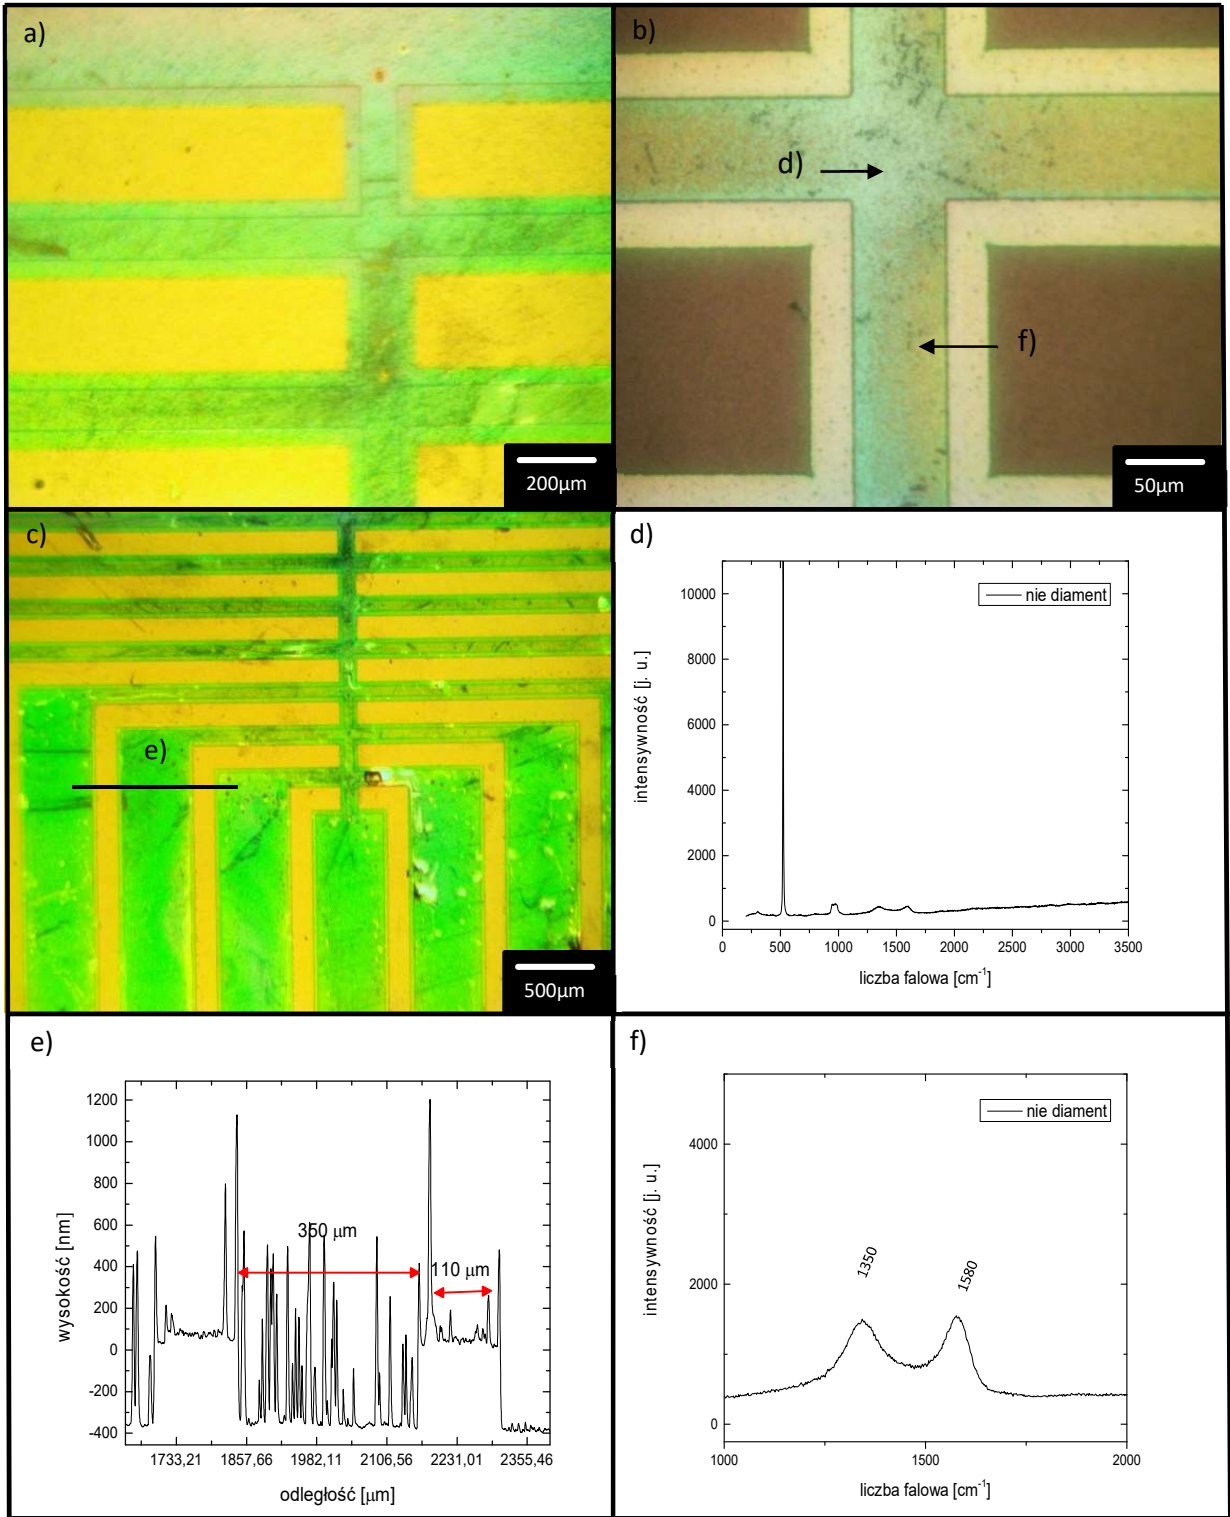 a)
200µm
b)
d)
f)
50µm
c)
e)
500µm
d)
nie diament
intensywność [j. u.]
10000
8000
6000
4000
2000
0
0 500 1000 1500 2000 2500 3000 3500
liczba falowa [cm⁻¹]
e)
wysokość [nm]
1200
1000
800
600
400
200
0
-200
-400
350 µm
110 µm
1733,21 1857,66 1982,11 2106,56 2231,01 2355,46
odległość [µm]
f)
nie diament
intensywność [j. u.]
4000
2000
0
1350
1580
1000 1500 2000
liczba falowa [cm⁻¹]